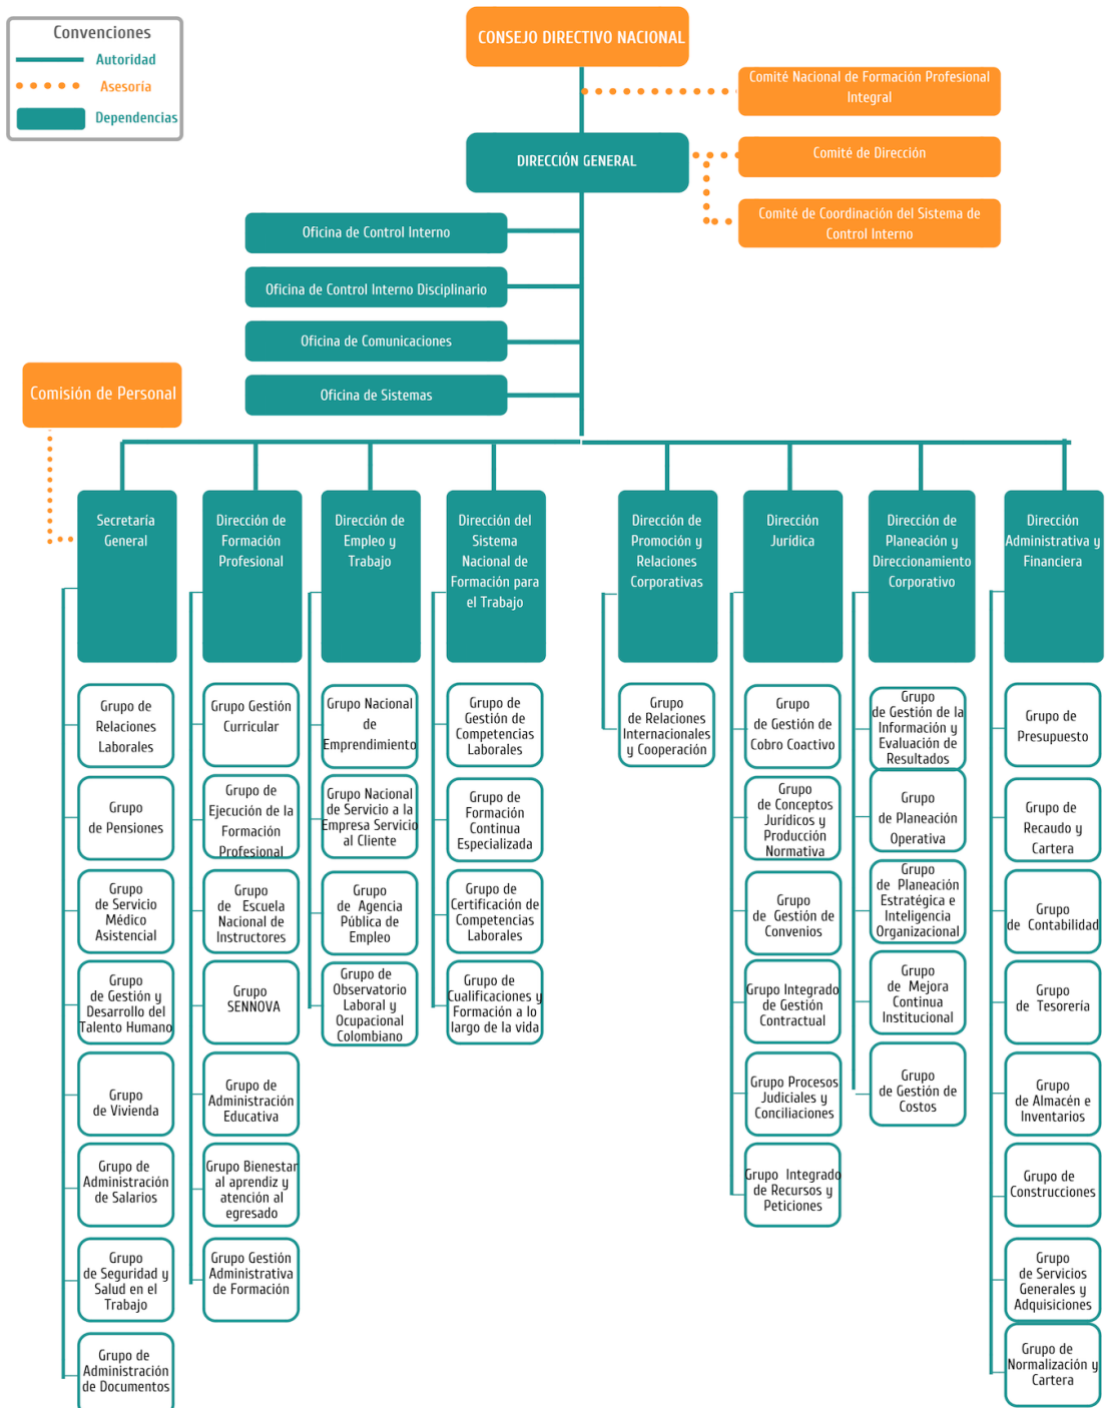 Convenciones
Autoridad
Asesoría
Dependencias
CONSEJO DIRECTIVO NACIONAL
Comité Nacional de Formación Profesional
Integral
DIRECCIÓN GENERAL
Comité de Dirección
Comité de Coordinación del Sistema de
Control Interno
Oficina de Control Interno
Oficina de Control Interno Disciplinario
Oficina de Comunicaciones
Oficina de Sistemas
Comisión de Personal
Secretaría
General
Grupo de
Relaciones
Laborales
Grupo
de Pensiones
Grupo
de Servicio
Médico
Asistencial
Grupo
de Gestión y
Desarrollo del
Talento Humano
Grupo
de Vivienda
Grupo de
Administración
de Salarios
Grupo
de Seguridad y
Salud en el
Trabajo
Grupo de
Administración
de Documentos
Dirección de
Formación
Profesional
Grupo Gestión
Curricular
Grupo de
Ejecución de la
Formación
Profesional
Grupo
de Escuela
Nacional de
Instructores
Grupo
SENNOVA
Grupo de
Administración
Educativa
Grupo Bienestar
al aprendiz y
atención al
egresado
Grupo Gestión
Administrativa
de Formación
Dirección de
Empleo y
Trabajo
Grupo Nacional
de
Emprendimiento
Grupo Nacional
de Servicio a la
Empresa Servicio
al Cliente
Grupo
de Agencia
Pública de
Empleo
Grupo de
Observatorio
Laboral y
Ocupacional
Colombiano
Dirección del
Sistema
Nacional de
Formación para
el Trabajo
Grupo de
Gestión de
Competencias
Laborales
Grupo de
Formación
Continua
Especializada
Grupo de
Certificación de
Competencias
Laborales
Grupo de
Cualificaciones y
Formación a lo
largo de la vida
Dirección de
Promoción y
Relaciones
Corporativas
Grupo
de Relaciones
Internacionales
y Cooperación
Dirección
Jurídica
Grupo
de Gestión de
Cobro Coactivo
Grupo
de Conceptos
Jurídicos y
Producción
Normativa
Grupo
de Gestión de
Convenios
Grupo Integrado
de Gestión
Contractual
Grupo Procesos
Judiciales y
Conciliaciones
Grupo Integrado
de Recursos y
Peticiones
Dirección de
Planeación y
Direccionamiento
Corporativo
Grupo
de Gestión de la
Información y
Evaluación de
Resultados
Grupo
de Planeación
Operativa
Grupo
de Planeación
Estratégica e
Inteligencia
Organizacional
Grupo
de Mejora
Continua
Institucional
Grupo
de Gestión de
Costos
Dirección
Administrativa y
Financiera
Grupo de
Presupuesto
Grupo de
Recaudo y
Cartera
Grupo
de Contabilidad
Grupo
de Tesorería
Grupo
de Almacén e
Inventarios
Grupo de
Construcciones
Grupo
de Servicios
Generales y
Adquisiciones
Grupo de
Normalización y
Cartera